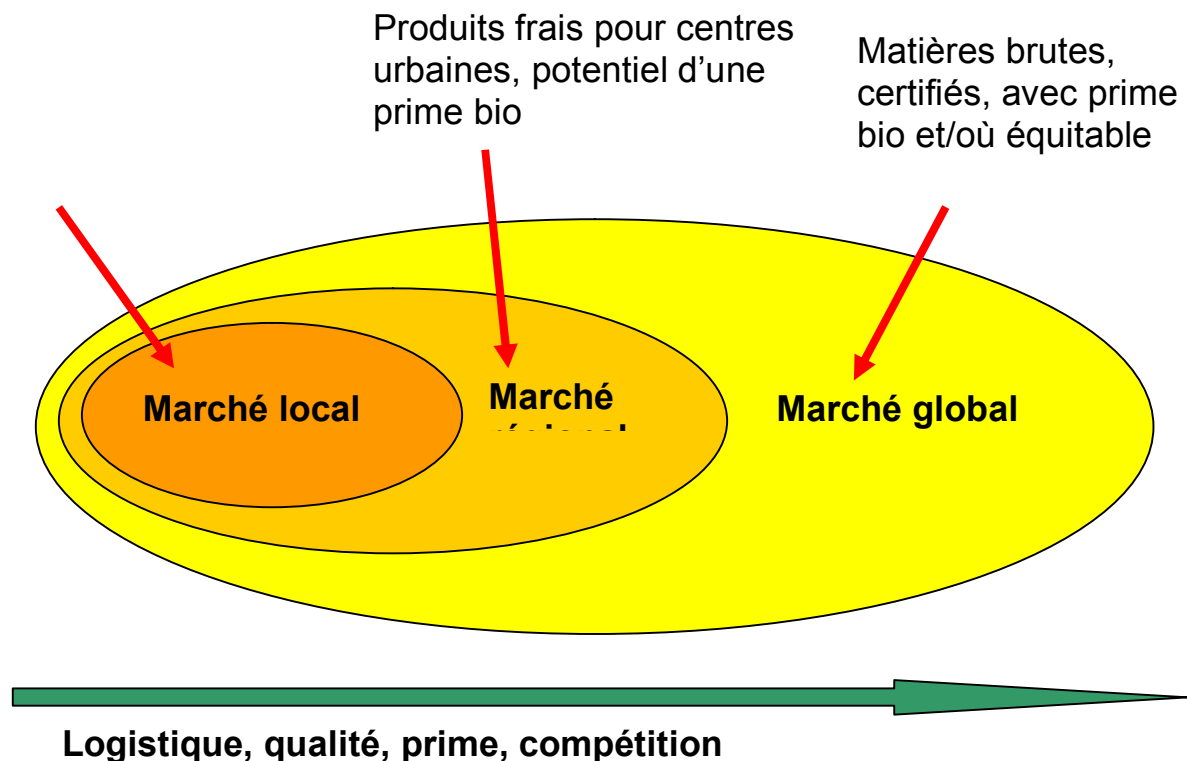 Produits frais pour centres
urbaines, potentiel d'une
prime bio
Matières brutes,
certifiés, avec prime
bio et/où équitable
Marché local
Marché
régional
Marché global
Logistique, qualité, prime, compétition